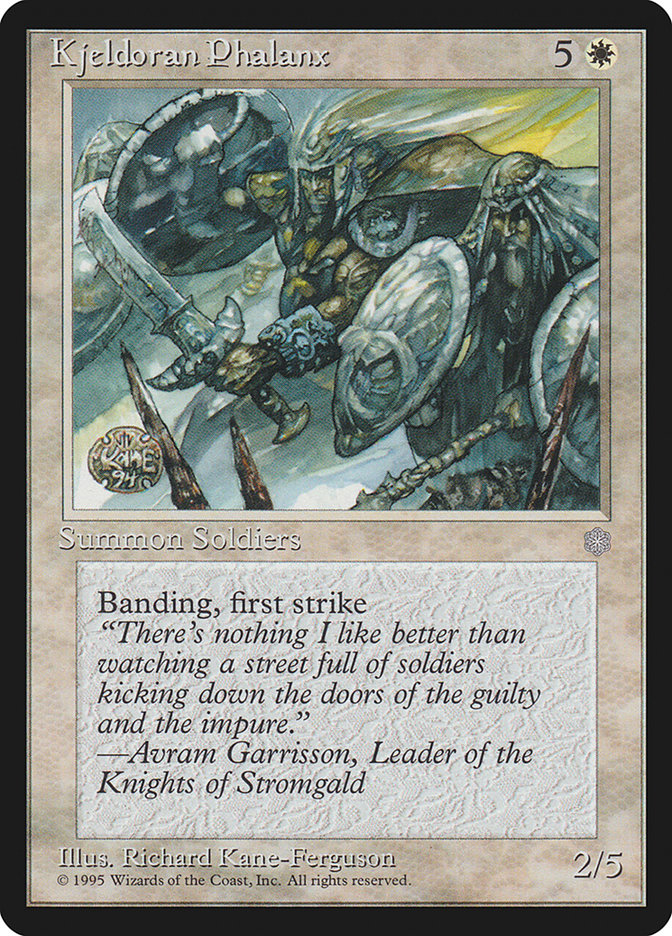 Kjeldoran Phalanx 5
KANE
94
Summon Soldiers
Banding, first strike
“There's nothing I like better than
watching a street full of soldiers
kicking down the doors of the guilty
and the impure.”
—Avram Garrisson, Leader of the
Knights of Stromgald
Illus. Richard Kane-Ferguson
2/5
© 1995 Wizards of the Coast, Inc. All rights reserved.